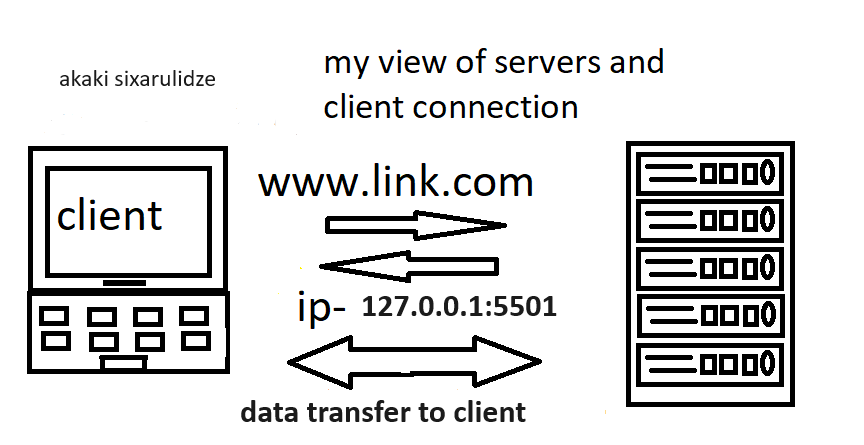 akaki sixarulidze
my view of servers and
client connection
client
www.link.com
ip- 127.0.0.1:5501
data transfer to client